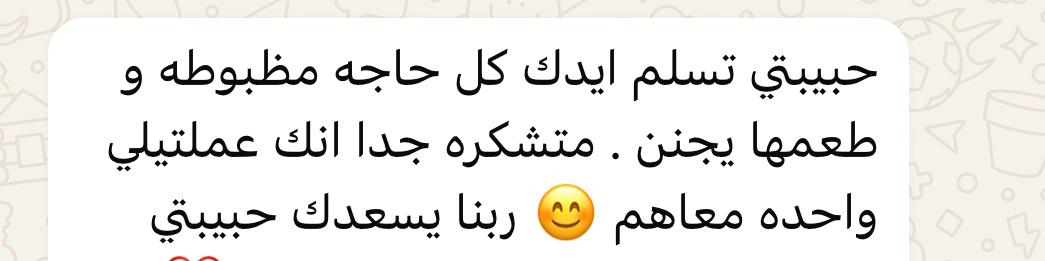 حبيبتي تسلم ايدك كل حاجه مظبوطه و
طعمها يجنن . متشكره جدا انك عملتيلي
واحده معاهم 😊 ربنا يسعدك حبيبتي